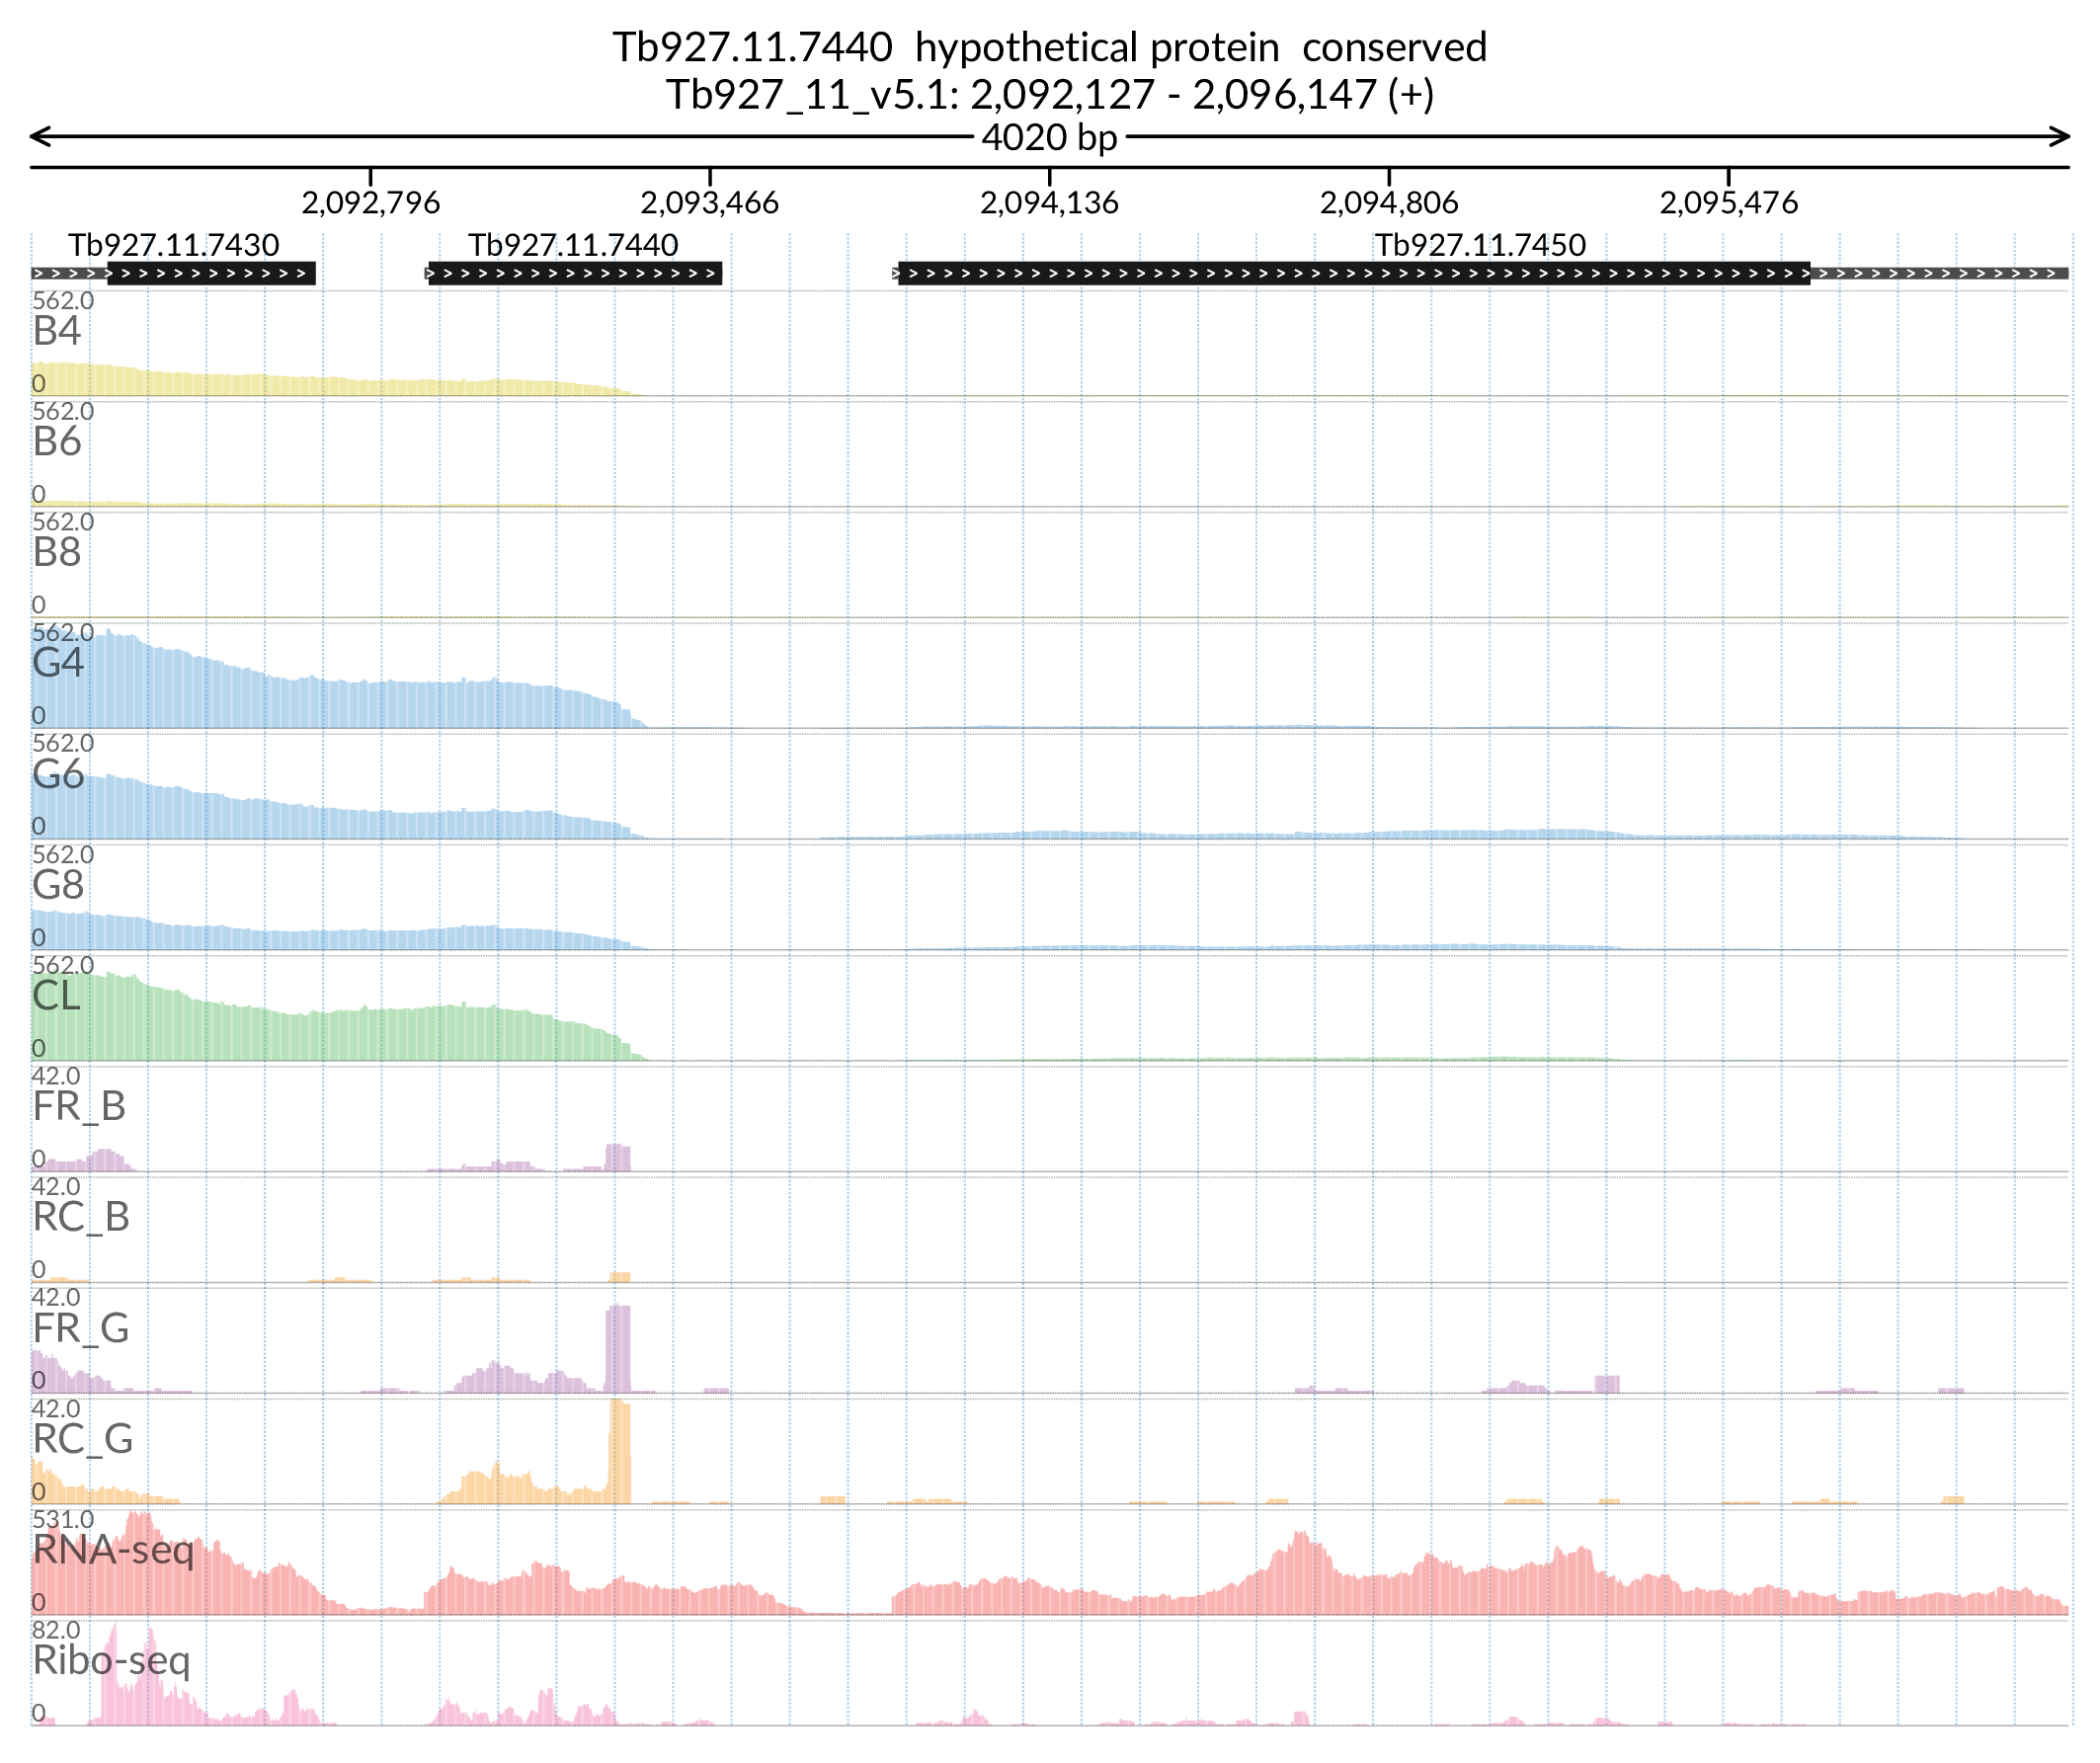 Tb927.11.7440  hypothetical protein  conserved
Tb927_11_v5.1: 2,092,127 - 2,096,147 (+)
4020 bp
2,092,796 2,093,466 2,094,136 2,094,806 2,095,476
Tb927.11.7430 Tb927.11.7440 Tb927.11.7450
562.0
B4
0
562.0
B6
0
562.0
B8
0
562.0
G4
0
562.0
G6
0
562.0
G8
0
562.0
CL
0
42.0
FR_B
0
42.0
RC_B
0
42.0
FR_G
0
42.0
RC_G
0
531.0
RNA-seq
0
82.0
Ribo-seq
0